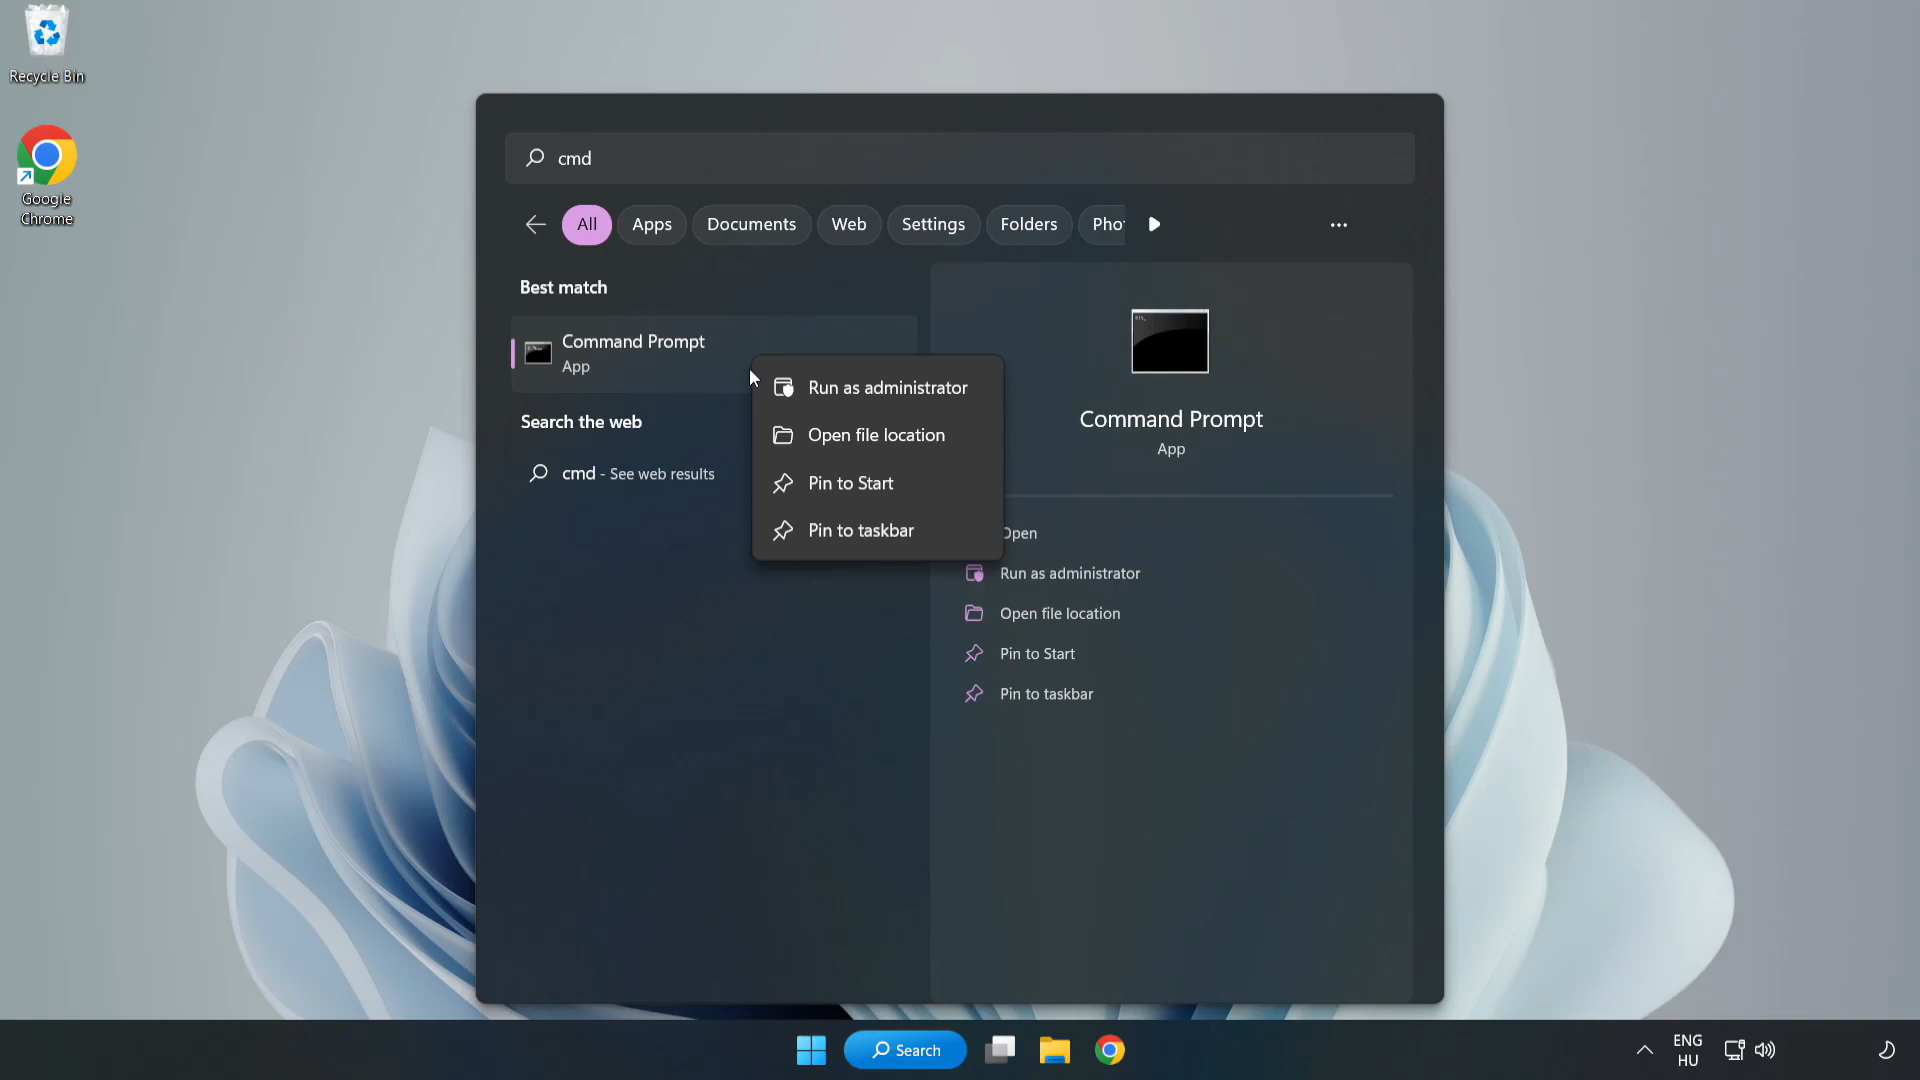 Recycle Bin
Google
Chrome
cmd
All
Apps
Documents
Web
Settings
Folders
Pho
Best match
Command Prompt
App
Search the web
cmd - See web results
Run as administrator
Open file location
Pin to Start
Pin to taskbar
Command Prompt
App
Open
Run as administrator
Open file location
Pin to Start
Pin to taskbar
Search
ENG
HU